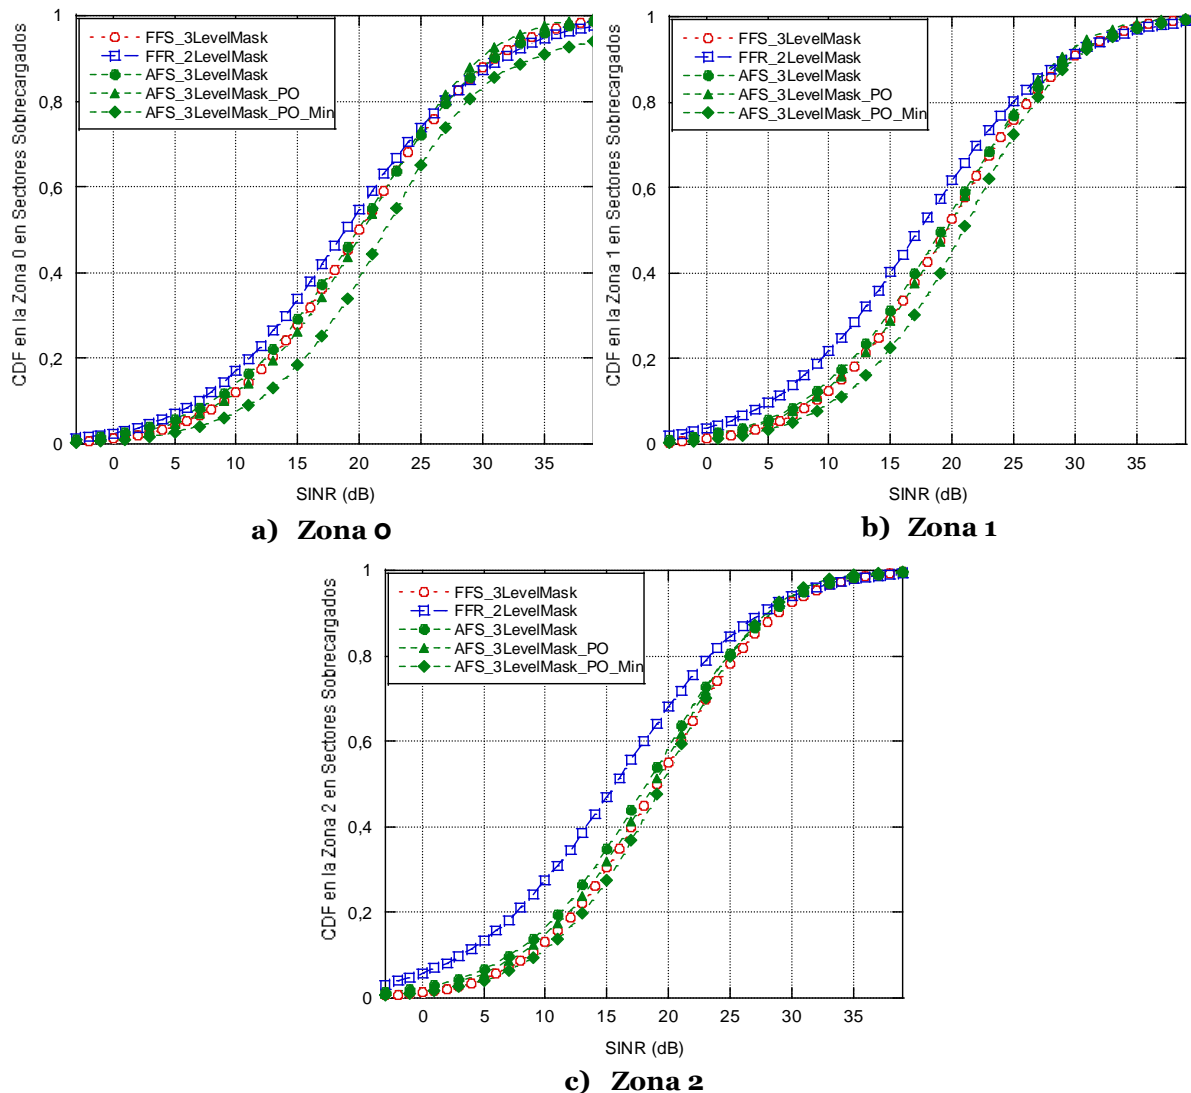 CDF en la Zona 0 en Sectores Sobrecargados
1
0,8
0,6
0,4
0,2
0
FFS_3LevelMask
FFR_2LevelMask
AFS_3LevelMask
AFS_3LevelMask_PO
AFS_3LevelMask_PO_Min
0 5 10 15 20 25 30 35
SINR (dB)
a) Zona 0
CDF en la Zona 1 en Sectores Sobrecargados
1
0,8
0,6
0,4
0,2
0
FFS_3LevelMask
FFR_2LevelMask
AFS_3LevelMask
AFS_3LevelMask_PO
AFS_3LevelMask_PO_Min
0 5 10 15 20 25 30 35
SINR (dB)
b) Zona 1
CDF en la Zona 2 en Sectores Sobrecargados
1
0,8
0,6
0,4
0,2
0
FFS_3LevelMask
FFR_2LevelMask
AFS_3LevelMask
AFS_3LevelMask_PO
AFS_3LevelMask_PO_Min
0 5 10 15 20 25 30 35
SINR (dB)
c) Zona 2